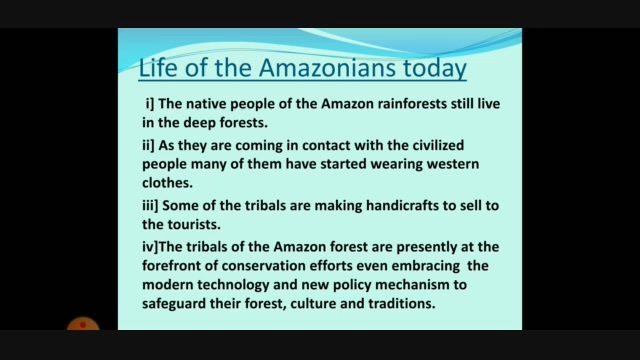 Life of the Amazonians today
i] The native people of the Amazon rainforests still live
in the deep forests.
ii] As they are coming in contact with the civilized
people many of them have started wearing western
clothes.
iii] Some of the tribals are making handicrafts to sell to
the tourists.
iv]The tribals of the Amazon forest are presently at the
forefront of conservation efforts even embracing the
modern technology and new policy mechanism to
safeguard their forest, culture and traditions.